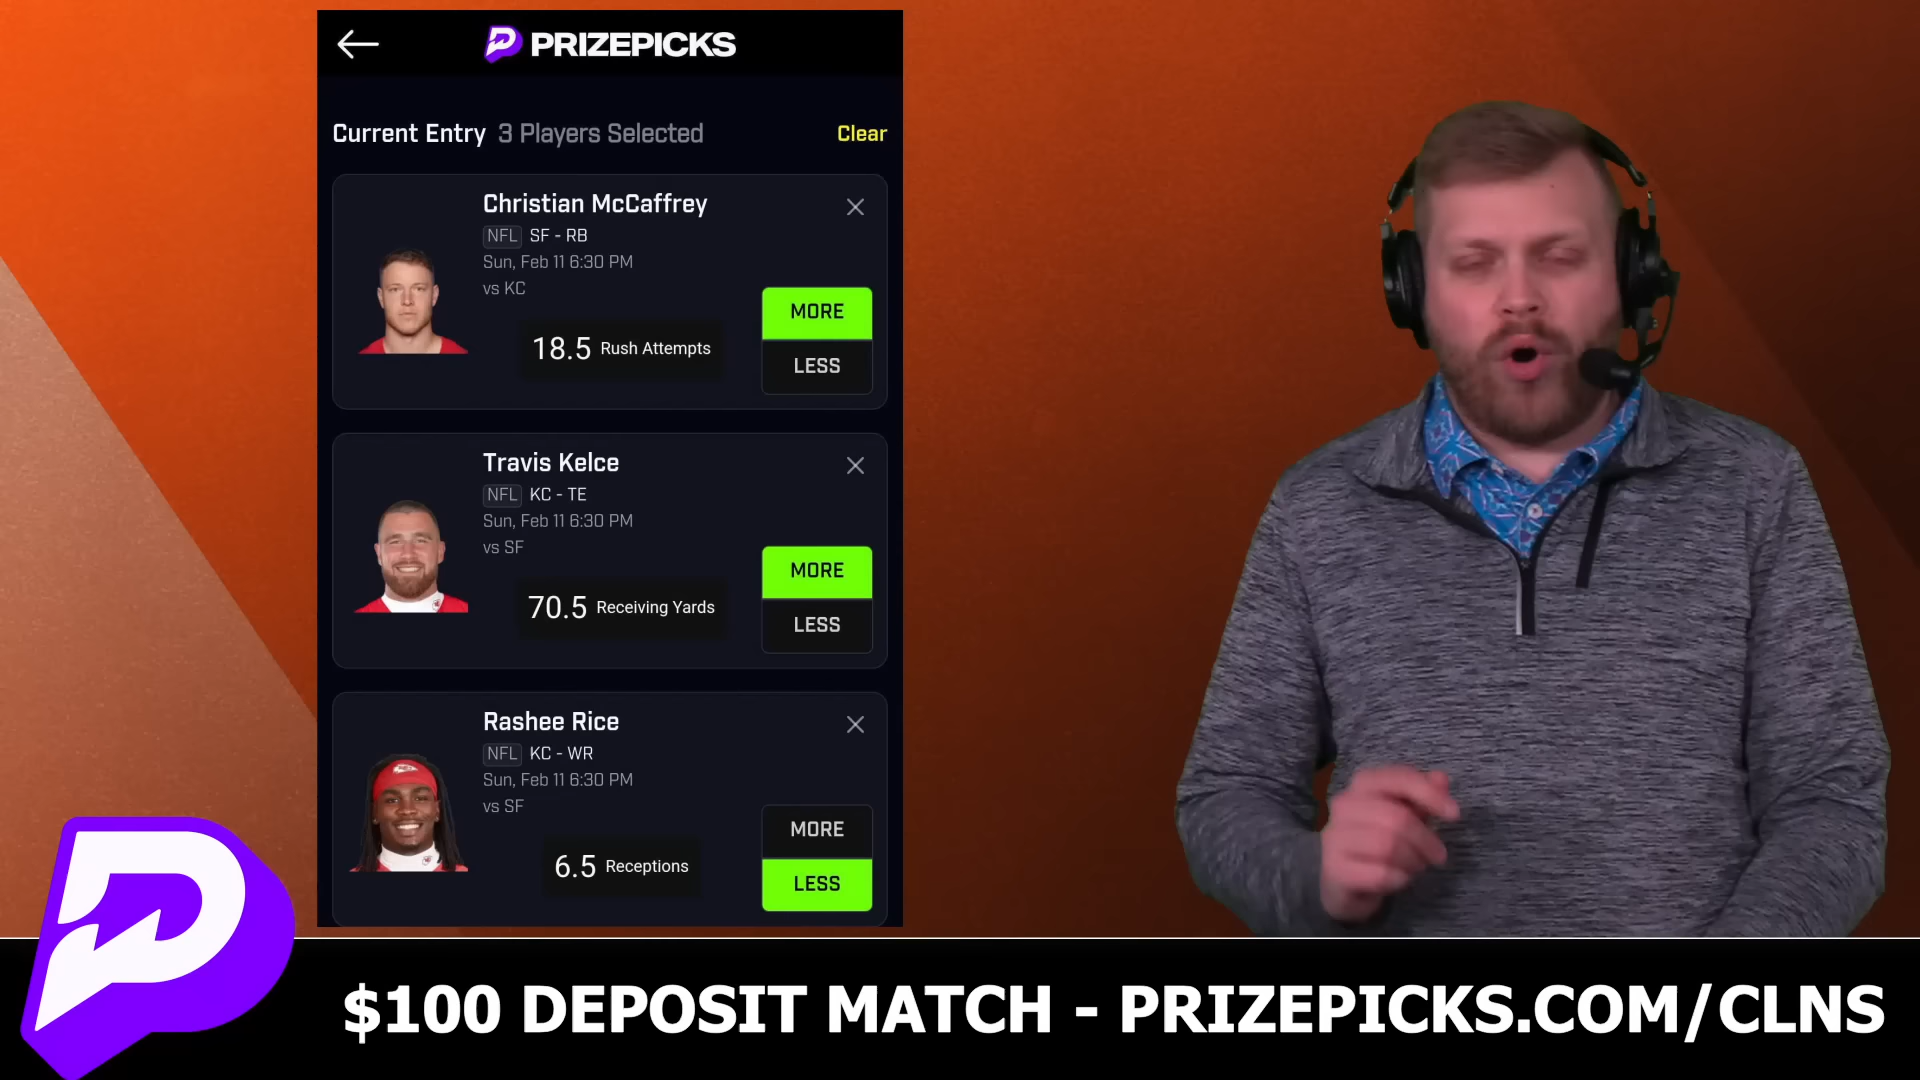 PRIZEPICKS
Current Entry 3 Players Selected Clear
Christian McCaffrey
NFL SF - RB
Sun, Feb 11 6:30 PM
vs KC
18.5 Rush Attempts
MORE
LESS
Travis Kelce
NFL KC - TE
Sun, Feb 11 6:30 PM
vs SF
70.5 Receiving Yards
MORE
LESS
Rashee Rice
NFL KC - WR
Sun, Feb 11 6:30 PM
vs SF
6.5 Receptions
MORE
LESS
$100 DEPOSIT MATCH - PRIZEPICKS.COM/CLNS